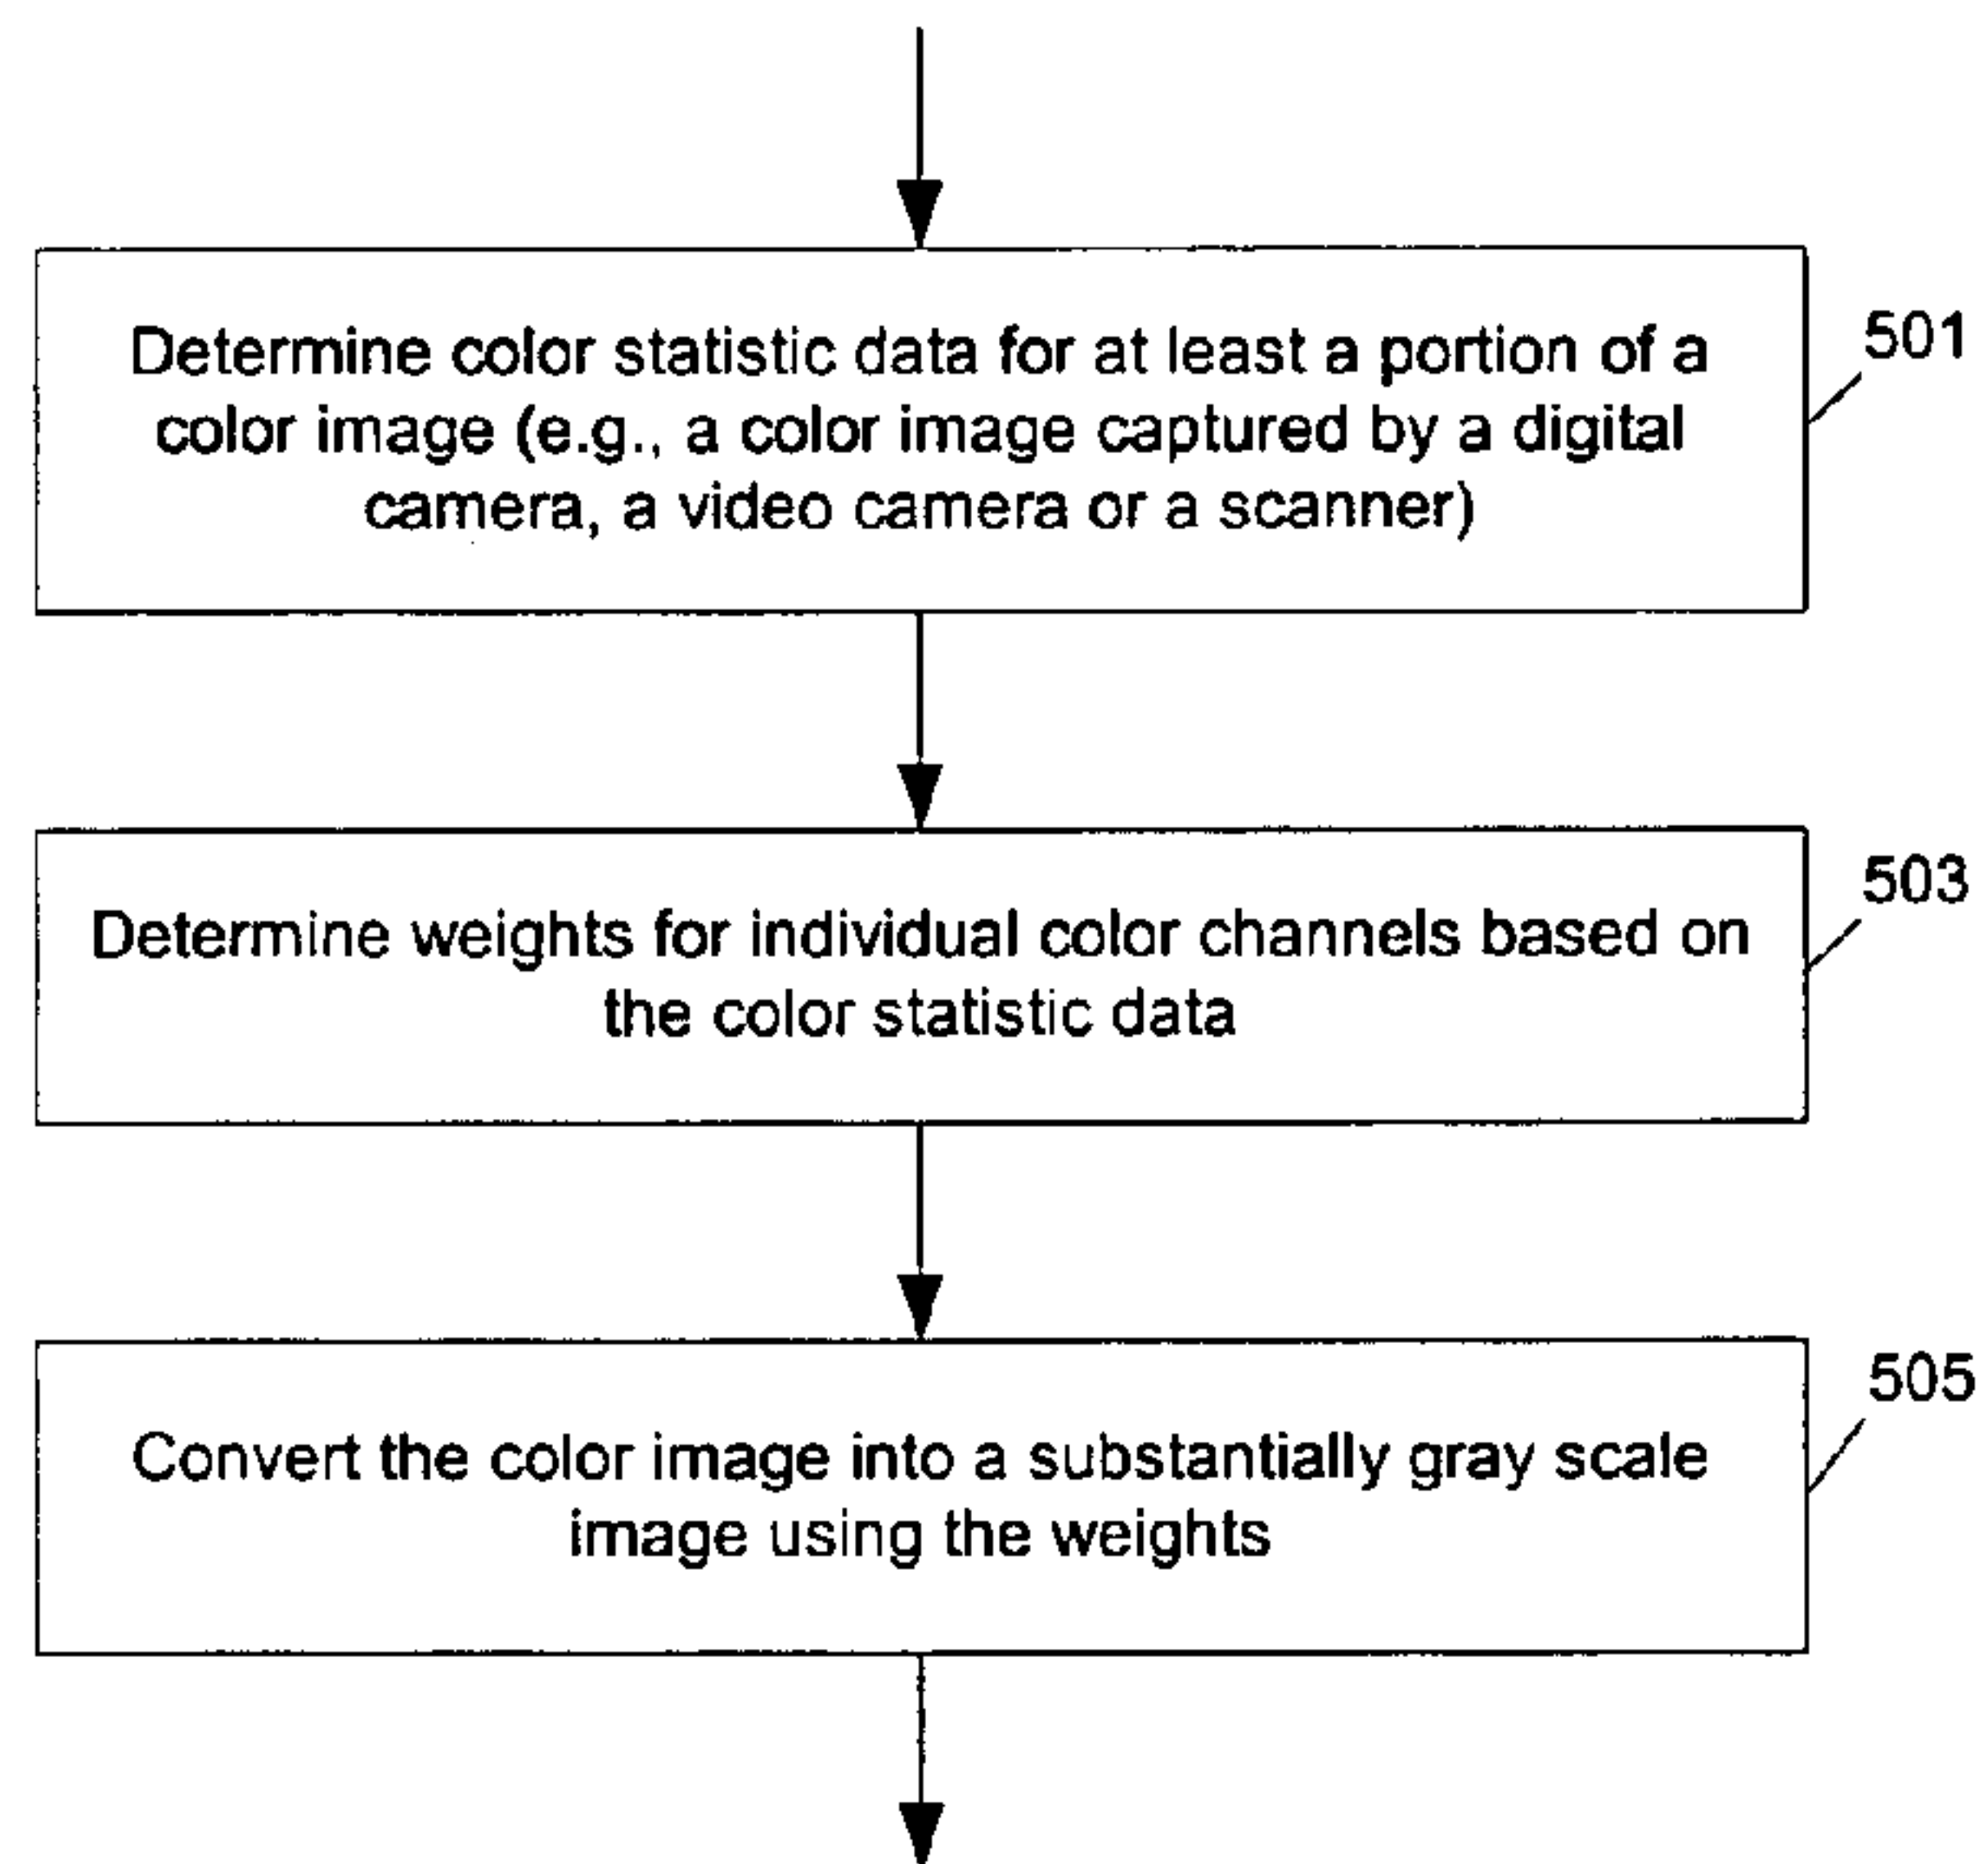 Determine color statistic data for at least a portion of a
color image (e.g., a color image captured by a digital
camera, a video camera or a scanner)
501
Determine weights for individual color channels based on
the color statistic data
503
Convert the color image into a substantially gray scale
image using the weights
505